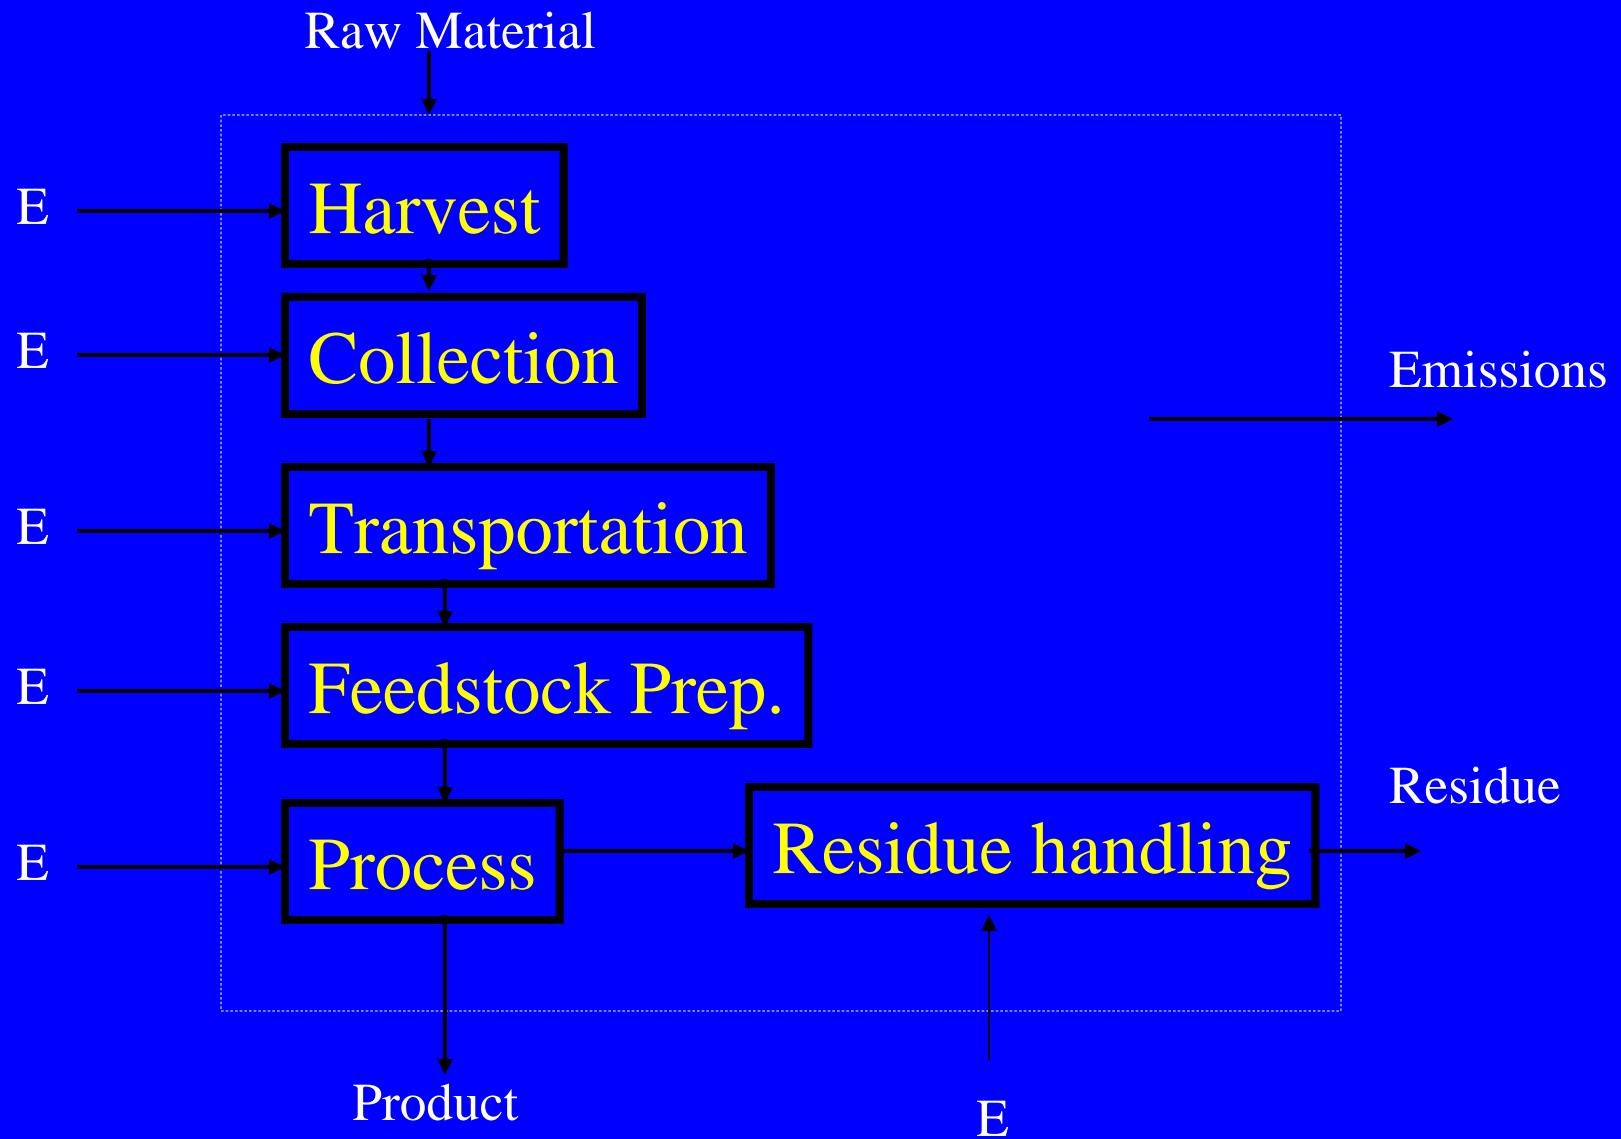 Raw Material
E
Harvest
E
Collection
Emissions
E
Transportation
E
Feedstock Prep.
Residue
E
Process
Residue handling
Product
E